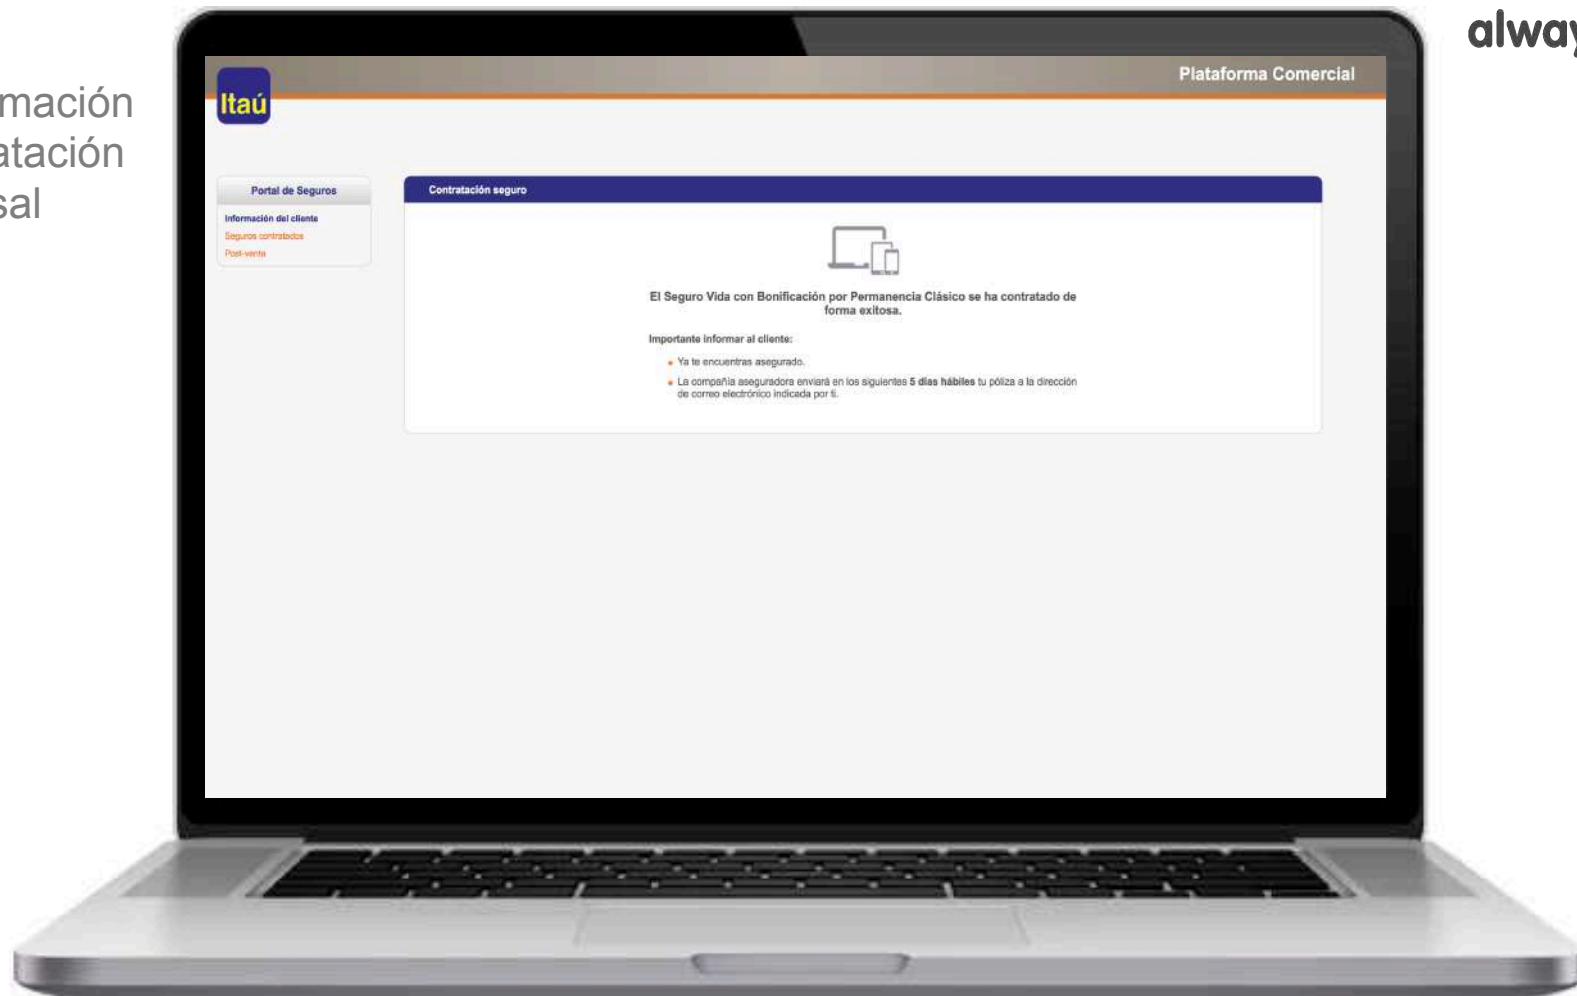 alway
mación
atación
sal
Plataforma Comercial
Itaú
Portal de Seguros
Información del cliente
Seguros contratados
Post-venta
Contratación seguro
El Seguro Vida con Bonificación por Permanencia Clásico se ha contratado de
forma exitosa.
Importante informar al cliente:
Ya te encuentras asegurado.
La compañía aseguradora enviará en los siguientes 5 días hábiles tu póliza a la dirección
de correo electrónico indicada por ti.